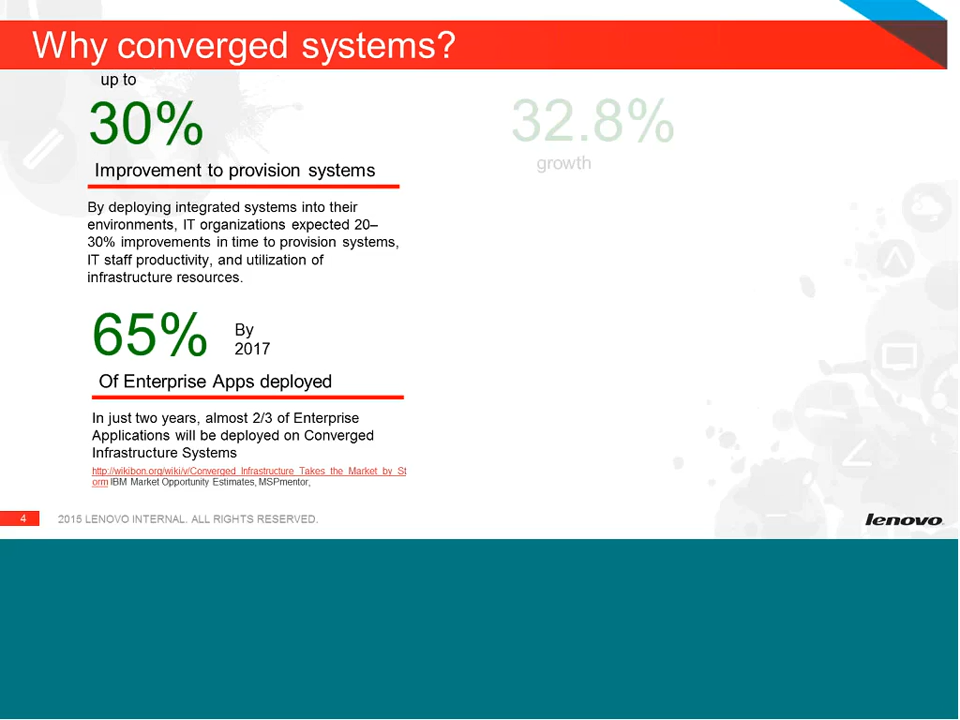 Why converged systems?
up to
30%
Improvement to provision systems
By deploying integrated systems into their
environments, IT organizations expected 20–
30% improvements in time to provision systems,
IT staff productivity, and utilization of
infrastructure resources.
65%
By
2017
Of Enterprise Apps deployed
In just two years, almost 2/3 of Enterprise
Applications will be deployed on Converged
Infrastructure Systems
http://wikibon.org/wiki/v/Converged_Infrastructure_Takes_the_Market_by_St
orm IBM Market Opportunity Estimates, MSPmentor,
32.8%
growth
4
2015 LENOVO INTERNAL. ALL RIGHTS RESERVED.
lenovo